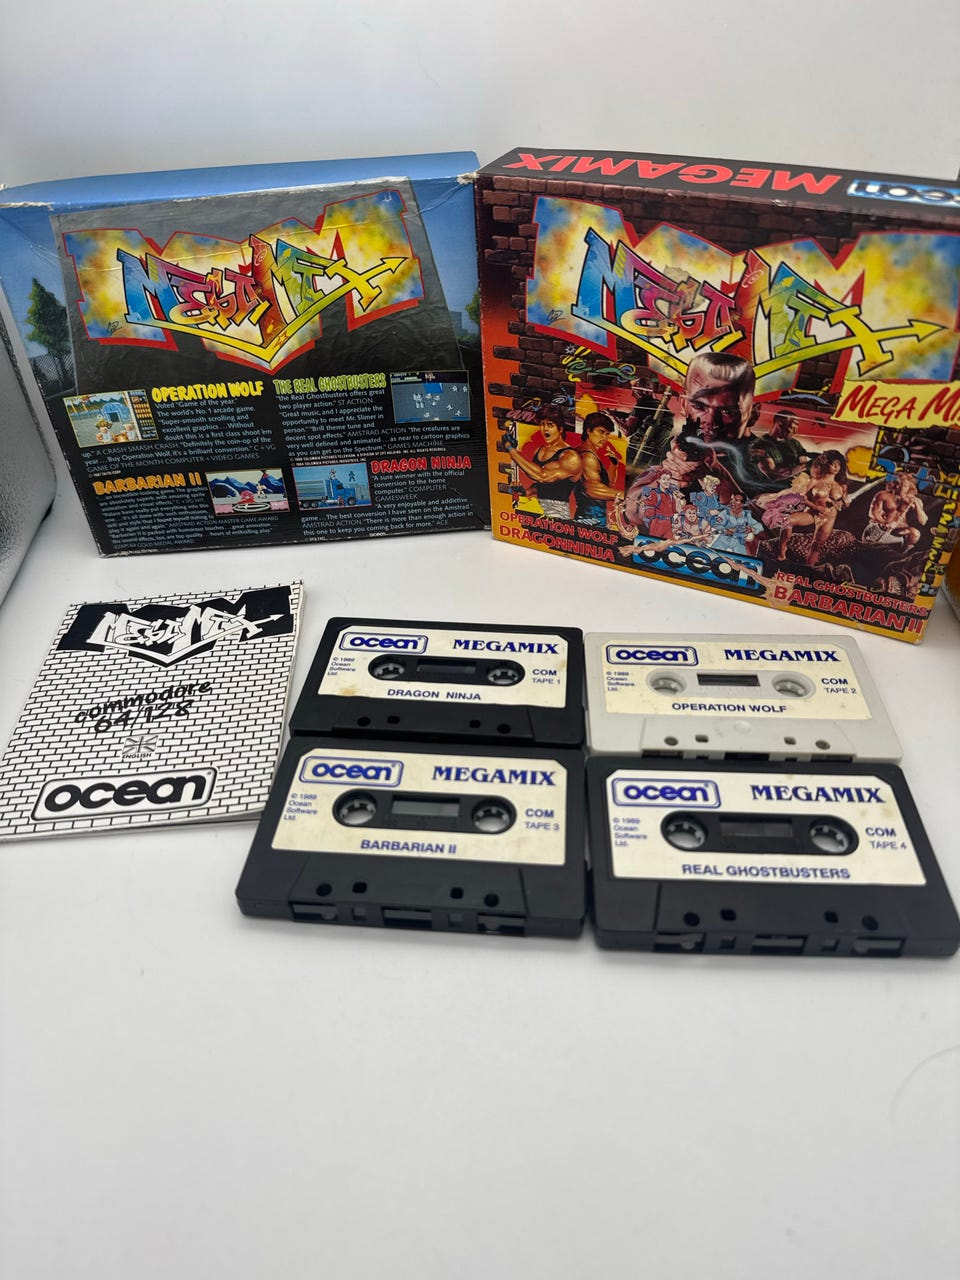 MEGAMIX
ocean
MEGAMIX
OPERATION WOLF
Voted "Game of the year."
The world's No. 1 arcade game.
"Super-smooth scrolling and
excellent graphics . . . Without
doubt this is a first class shoot em
up." A CRASH SMASH CRASH. "Definitely the coin-op of the
year . . . Buy Operation Wolf, it's brilliant conversion." C + VG
GAME OF THE MONTH COMPUTER + VIDEO GAMES
THE REAL GHOSTBUSTERS
"the Real Ghostbusters offers great
two player action." ST ACTION
"Great music, and I appreciate the
opportunity to meet Mr. Slimer in
person." "Brill theme tune and
decent spot effects." AMSTRAD ACTION "The creatures are
very well defined and animated . . . as near to cartoon graphics
as you can get on the Spectrum." GAMES MACHINE
BARBARIAN II
DRAGON NINJA
"A sure winner with the official
conversion to the home
computer." COMPUTER
GAMESWEEK
"A very enjoyable and addictive
game . . . The best conversion I have seen on the Amstrad."
AMSTRAD ACTION "There is more than enough action in
this one to keep you coming back for more." ACE
ocean
MEGAMIX
MEGA M
OPERATION WOLF
DRAGONNINJA
ocean
REAL GHOSTBUSTERS
BARBARIAN II
MEGAMIX
commodore
64/128
ENGLISH
ocean
ocean MEGAMIX
© 1989
Ocean
Software
Ltd.
COM
TAPE 1
DRAGON NINJA
ocean MEGAMIX
© 1989
Ocean
Software
Ltd.
COM
TAPE 2
OPERATION WOLF
ocean MEGAMIX
© 1989
Ocean
Software
Ltd.
COM
TAPE 3
BARBARIAN II
ocean MEGAMIX
© 1989
Ocean
Software
Ltd.
COM
TAPE 4
REAL GHOSTBUSTERS